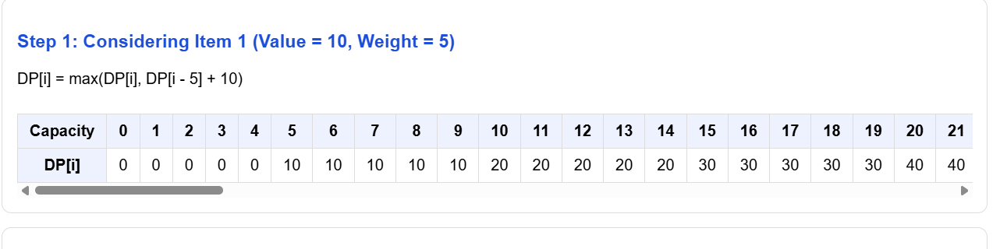 Step 1: Considering Item 1 (Value = 10, Weight = 5)
DP[i] = max(DP[i], DP[i - 5] + 10)
Capacity 0 1 2 3 4 5 6 7 8 9 10 11 12 13 14 15 16 17 18 19 20 21
DP[i] 0 0 0 0 0 10 10 10 10 10 20 20 20 20 20 30 30 30 30 30 40 40